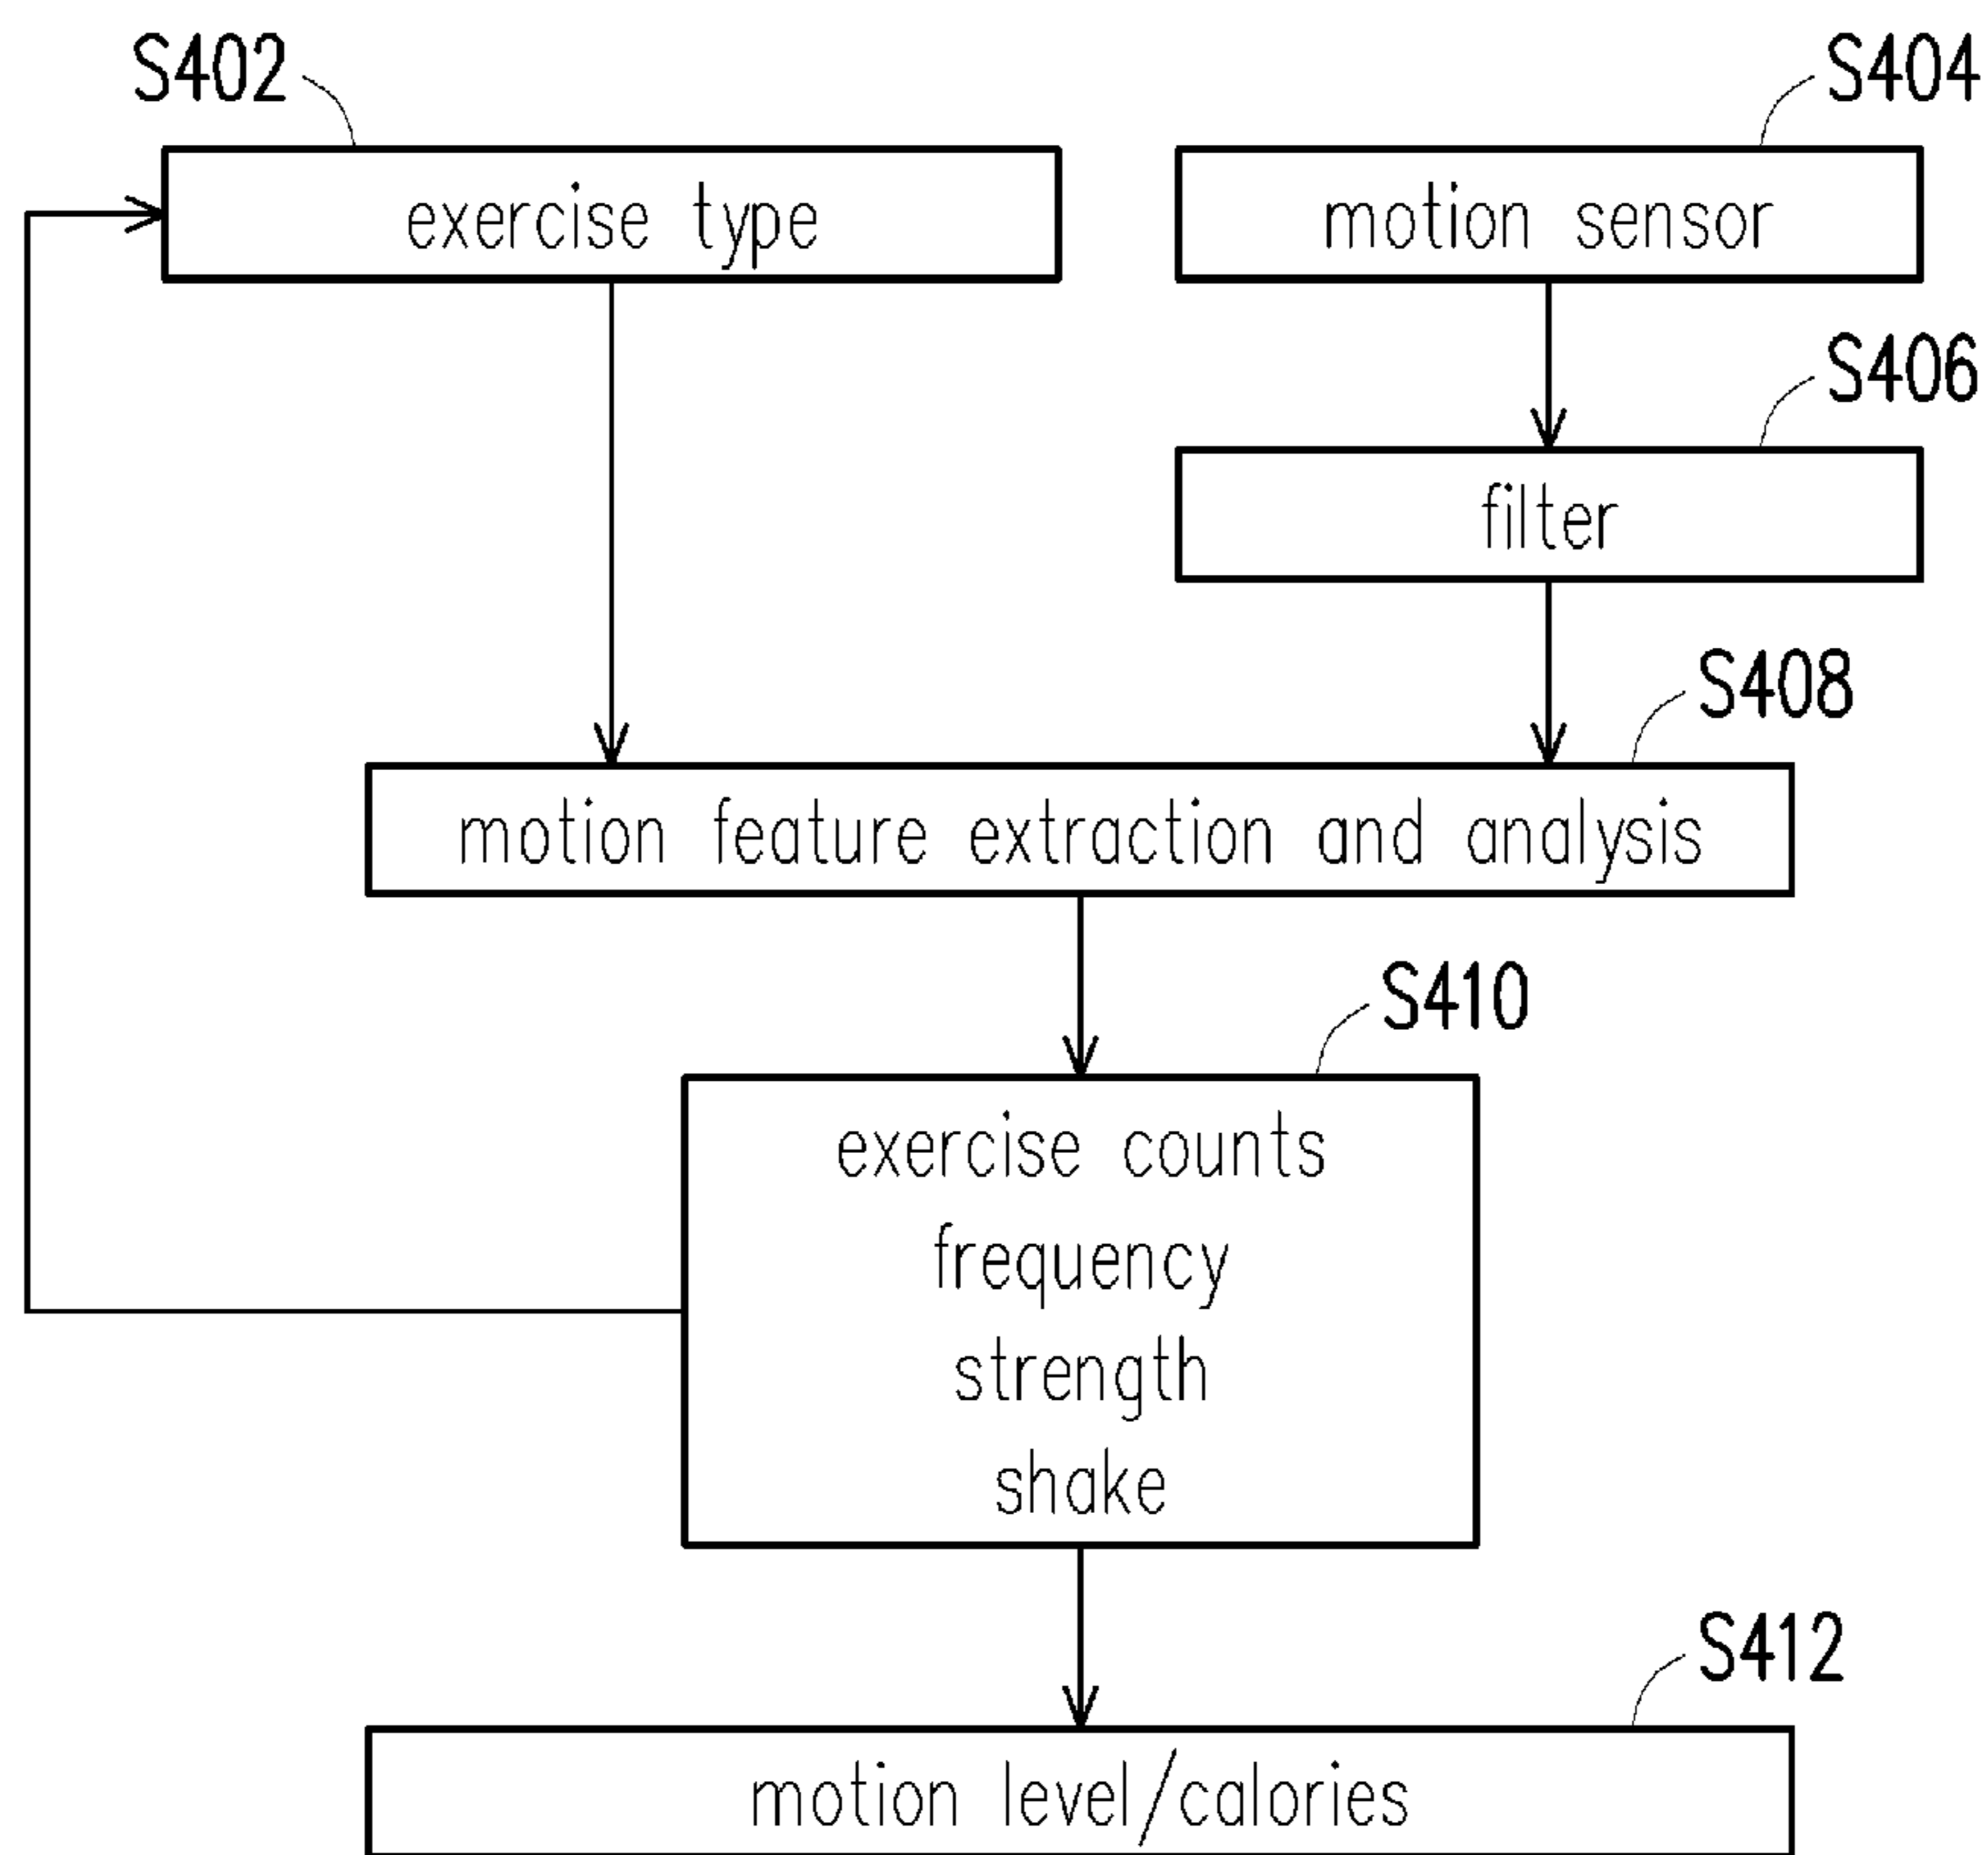 S402
S404
exercise type
motion sensor
S406
filter
S408
motion feature extraction and analysis
S410
exercise counts
frequency
strength
shake
S412
motion level/calories